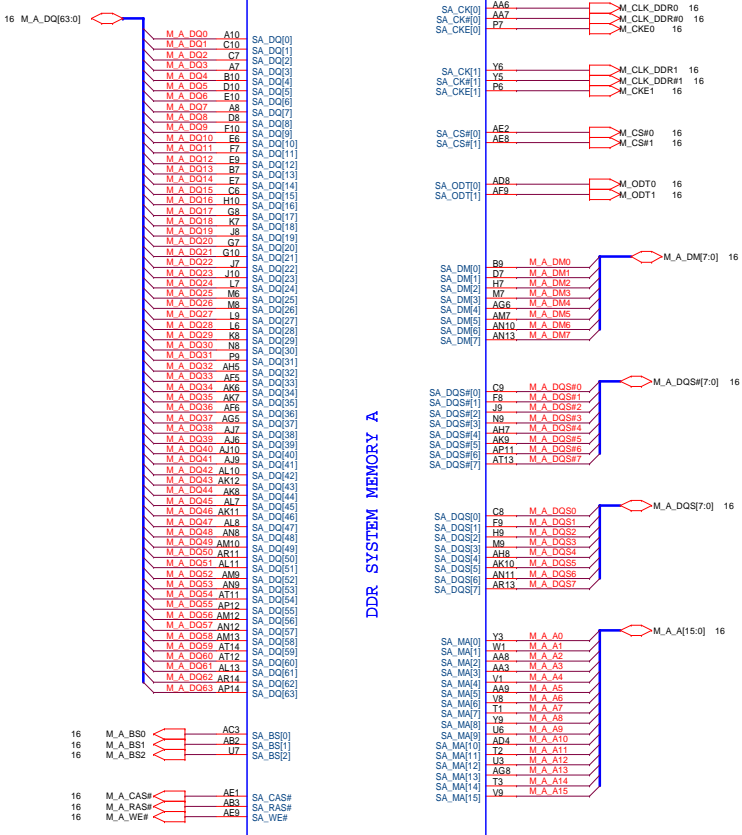 16 M_A_DQ[63:0]
M_A_DQ0 A10 SA_DQ[0]
M_A_DQ1 C10 SA_DQ[1]
M_A_DQ2 C7 SA_DQ[2]
M_A_DQ3 A7 SA_DQ[3]
M_A_DQ4 B10 SA_DQ[4]
M_A_DQ5 D10 SA_DQ[5]
M_A_DQ6 E10 SA_DQ[6]
M_A_DQ7 A8 SA_DQ[7]
M_A_DQ8 D8 SA_DQ[8]
M_A_DQ9 F10 SA_DQ[9]
M_A_DQ10 E6 SA_DQ[10]
M_A_DQ11 F7 SA_DQ[11]
M_A_DQ12 E9 SA_DQ[12]
M_A_DQ13 B7 SA_DQ[13]
M_A_DQ14 E7 SA_DQ[14]
M_A_DQ15 C6 SA_DQ[15]
M_A_DQ16 H10 SA_DQ[16]
M_A_DQ17 G8 SA_DQ[17]
M_A_DQ18 K7 SA_DQ[18]
M_A_DQ19 J8 SA_DQ[19]
M_A_DQ20 G7 SA_DQ[20]
M_A_DQ21 G10 SA_DQ[21]
M_A_DQ22 J7 SA_DQ[22]
M_A_DQ23 J10 SA_DQ[23]
M_A_DQ24 L7 SA_DQ[24]
M_A_DQ25 M6 SA_DQ[25]
M_A_DQ26 M8 SA_DQ[26]
M_A_DQ27 L9 SA_DQ[27]
M_A_DQ28 L6 SA_DQ[28]
M_A_DQ29 K8 SA_DQ[29]
M_A_DQ30 N8 SA_DQ[30]
M_A_DQ31 P9 SA_DQ[31]
M_A_DQ32 AH5 SA_DQ[32]
M_A_DQ33 AF5 SA_DQ[33]
M_A_DQ34 AK6 SA_DQ[34]
M_A_DQ35 AK7 SA_DQ[35]
M_A_DQ36 AF6 SA_DQ[36]
M_A_DQ37 AG5 SA_DQ[37]
M_A_DQ38 AJ7 SA_DQ[38]
M_A_DQ39 AJ6 SA_DQ[39]
M_A_DQ40 AJ10 SA_DQ[40]
M_A_DQ41 AJ9 SA_DQ[41]
M_A_DQ42 AL10 SA_DQ[42]
M_A_DQ43 AK12 SA_DQ[43]
M_A_DQ44 AK8 SA_DQ[44]
M_A_DQ45 AL7 SA_DQ[45]
M_A_DQ46 AK11 SA_DQ[46]
M_A_DQ47 AL8 SA_DQ[47]
M_A_DQ48 AN8 SA_DQ[48]
M_A_DQ49 AM10 SA_DQ[49]
M_A_DQ50 AR11 SA_DQ[50]
M_A_DQ51 AL11 SA_DQ[51]
M_A_DQ52 AM9 SA_DQ[52]
M_A_DQ53 AN9 SA_DQ[53]
M_A_DQ54 AT11 SA_DQ[54]
M_A_DQ55 AP12 SA_DQ[55]
M_A_DQ56 AM12 SA_DQ[56]
M_A_DQ57 AN12 SA_DQ[57]
M_A_DQ58 AM13 SA_DQ[58]
M_A_DQ59 AT14 SA_DQ[59]
M_A_DQ60 AT12 SA_DQ[60]
M_A_DQ61 AL13 SA_DQ[61]
M_A_DQ62 AR14 SA_DQ[62]
M_A_DQ63 AP14 SA_DQ[63]
16 M_A_BS0 AC3 SA_BS[0]
16 M_A_BS1 AB2 SA_BS[1]
16 M_A_BS2 U7 SA_BS[2]
16 M_A_CAS# AE1 SA_CAS#
16 M_A_RAS# AB3 SA_RAS#
16 M_A_WE# AE9 SA_WE#
DDR SYSTEM MEMORY A
SA_CK[0] AA6 M_CLK_DDR0 16
SA_CK#[0] AA7 M_CLK_DDR#0 16
SA_CKE[0] P7 M_CKE0 16
SA_CK[1] Y6 M_CLK_DDR1 16
SA_CK#[1] Y5 M_CLK_DDR#1 16
SA_CKE[1] P6 M_CKE1 16
SA_CS#[0] AE2 M_CS#0 16
SA_CS#[1] AE8 M_CS#1 16
SA_ODT[0] AD8 M_ODT0 16
SA_ODT[1] AF9 M_ODT1 16
M_A_DM[7:0] 16
SA_DM[0] B9 M_A_DM0
SA_DM[1] D7 M_A_DM1
SA_DM[2] H7 M_A_DM2
SA_DM[3] M7 M_A_DM3
SA_DM[4] AG6 M_A_DM4
SA_DM[5] AM7 M_A_DM5
SA_DM[6] AN10 M_A_DM6
SA_DM[7] AN13 M_A_DM7
M_A_DQS#[7:0] 16
SA_DQS#[0] C9 M_A_DQS#0
SA_DQS#[1] F8 M_A_DQS#1
SA_DQS#[2] J9 M_A_DQS#2
SA_DQS#[3] N9 M_A_DQS#3
SA_DQS#[4] AH7 M_A_DQS#4
SA_DQS#[5] AK9 M_A_DQS#5
SA_DQS#[6] AP11 M_A_DQS#6
SA_DQS#[7] AT13 M_A_DQS#7
M_A_DQS[7:0] 16
SA_DQS[0] C8 M_A_DQS0
SA_DQS[1] F9 M_A_DQS1
SA_DQS[2] H9 M_A_DQS2
SA_DQS[3] M9 M_A_DQS3
SA_DQS[4] AH8 M_A_DQS4
SA_DQS[5] AK10 M_A_DQS5
SA_DQS[6] AN11 M_A_DQS6
SA_DQS[7] AR13 M_A_DQS7
M_A_A[15:0] 16
SA_MA[0] Y3 M_A_A0
SA_MA[1] W1 M_A_A1
SA_MA[2] AA8 M_A_A2
SA_MA[3] AA3 M_A_A3
SA_MA[4] V1 M_A_A4
SA_MA[5] AA9 M_A_A5
SA_MA[6] V8 M_A_A6
SA_MA[7] T1 M_A_A7
SA_MA[8] Y9 M_A_A8
SA_MA[9] U6 M_A_A9
SA_MA[10] AD4 M_A_A10
SA_MA[11] T2 M_A_A11
SA_MA[12] U3 M_A_A12
SA_MA[13] AG8 M_A_A13
SA_MA[14] T3 M_A_A14
SA_MA[15] V9 M_A_A15